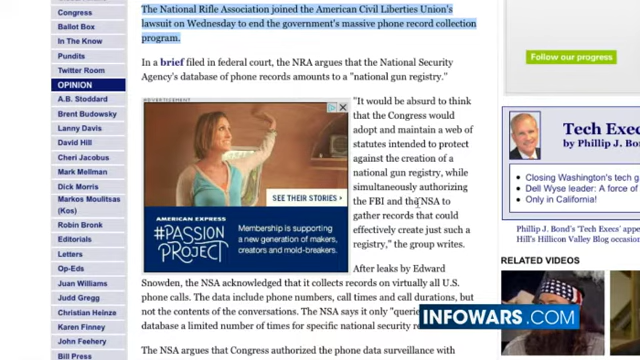 Congress
Ballot Box
In The Know
Pundits
Twitter Room
OPINION
A.B. Stoddard
Brent Budowsky
Lanny Davis
David Hill
Cheri Jacobus
Mark Mellman
Dick Morris
Markos Moulitsas
(Kos)
Robin Bronk
Editorials
Letters
Op-Eds
Juan Williams
Judd Gregg
Christian Heinze
Karen Finney
John Feehery
Bill Press
The National Rifle Association joined the American Civil Liberties Union's
lawsuit on Wednesday to end the government's massive phone record collection
program.
In a brief filed in federal court, the NRA argues that the National Security
Agency's database of phone records amounts to a "national gun registry."
ADVERTISEMENT
SEE THEIR STORIES
AMERICAN EXPRESS
#PASSION
PROJECT
Membership is supporting
a new generation of makers,
creators and mold-breakers.
"It would be absurd to think
that the Congress would
adopt and maintain a web of
statutes intended to protect
against the creation of a
national gun registry, while
simultaneously authorizing
the FBI and the NSA to
gather records that could
effectively create just such a
registry," the group writes.
After leaks by Edward
Snowden, the NSA acknowledged that it collects records on virtually all U.S.
phone calls. The data include phone numbers, call times and call durations, but
not the contents of the conversations. The NSA says it only
database a limited number of times for specific national security
The NSA argues that Congress authorized the phone data surveillance with
Follow our progress
Tech Exec
by Phillip J. Bond
Closing Washington's tech
Dell Wyse leader: A force of
Only in California!
Phillip J. Bond's 'Tech Execs' appe
Hill's Hillicon Valley Blog occasion
RELATED VIDEOS
INFOWARS.COM